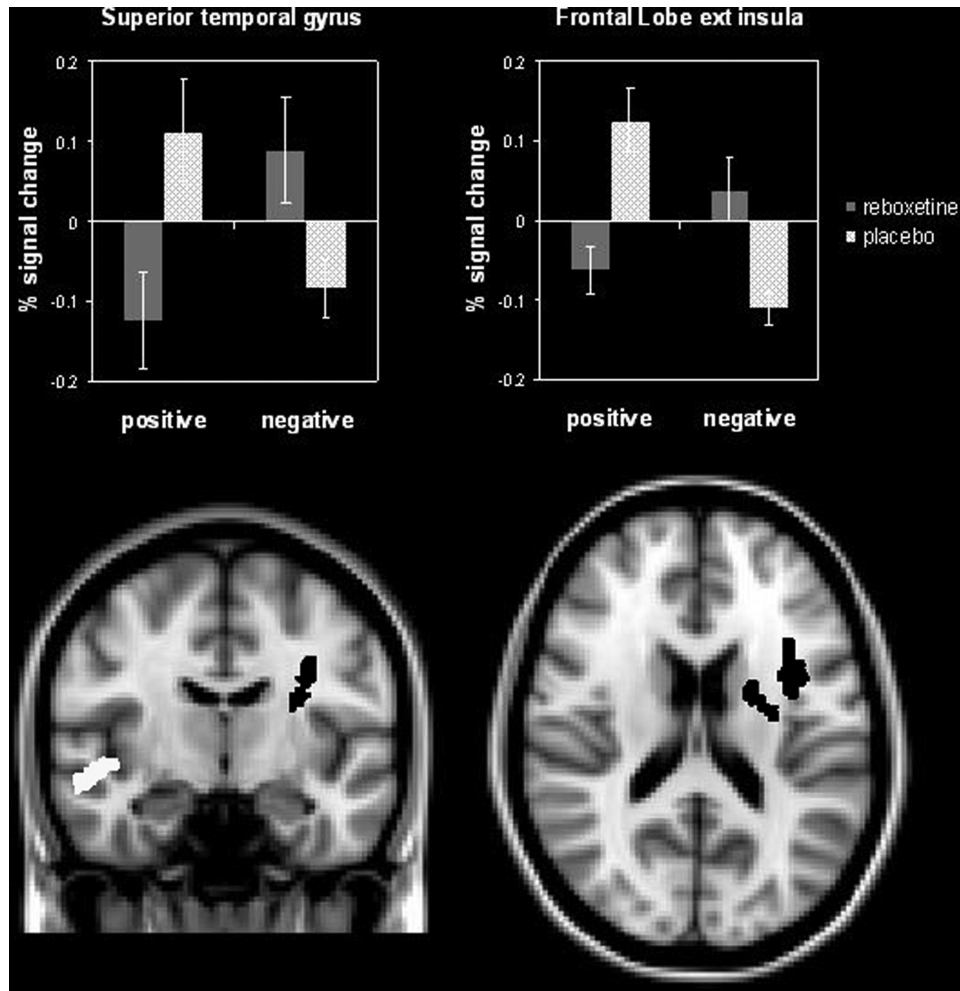 Superior temporal gyrus
% signal change
0.2
0.1
0
-0.1
-0.2
positive negative
Frontal Lobe ext insula
% signal change
0.2
0.1
0
-0.1
-0.2
positive negative
reboxetine
placebo